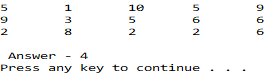 5 1 10 5 9
9 3 5 6 6
2 8 2 2 6
Answer - 4
Press any key to continue . . .